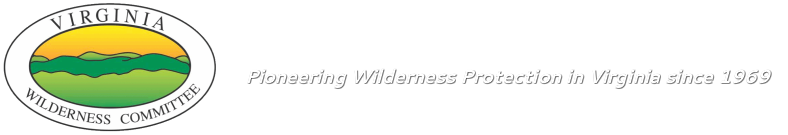 VIRGINIA
WILDERNESS COMMITTEE
Pioneering Wilderness Protection in Virginia since 1969